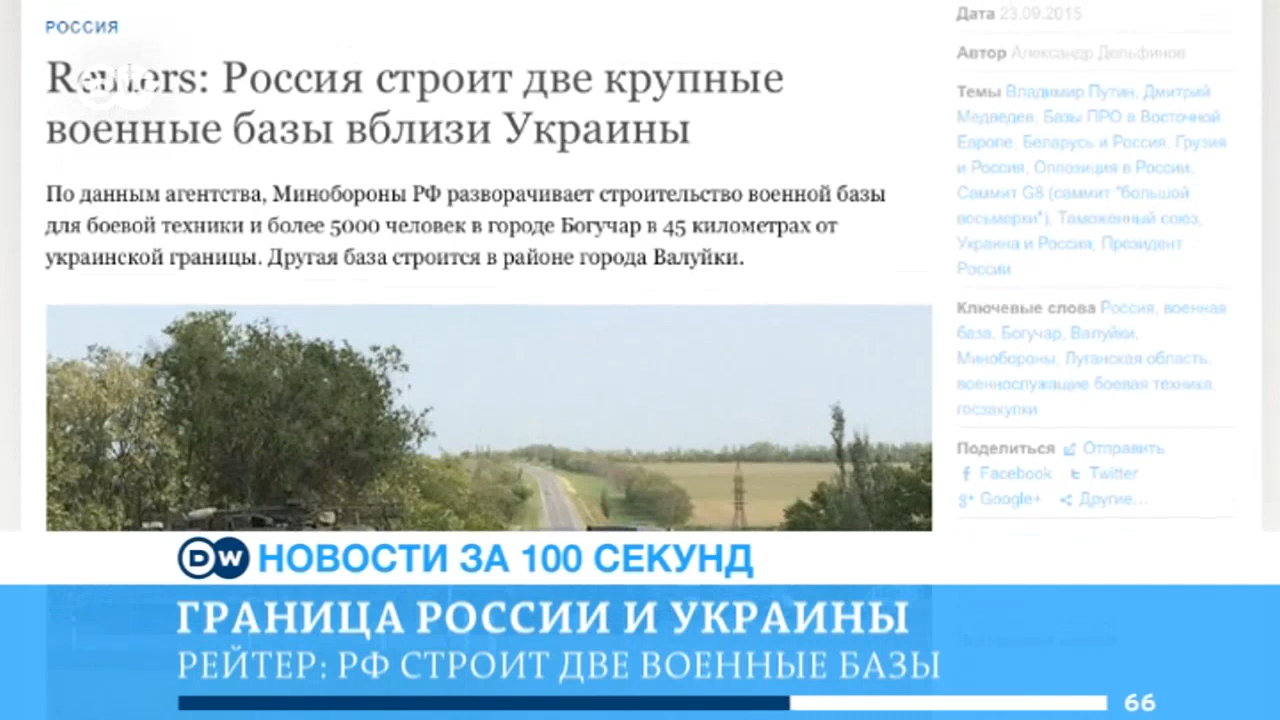 РОССИЯ
Reuters: Россия строит две крупные
военные базы вблизи Украины
По данным агентства, Минобороны РФ разворачивает строительство военной базы
для боевой техники и более 5000 человек в городе Богучар в 45 километрах от
украинской границы. Другая база строится в районе города Валуйки.
Дата 23.09.2015
Автор Александр Дельфинов
Темы Владимир Путин, Дмитрий
Медведев, Базы ПРО в Восточной
Европе, Беларусь и Россия, Грузия
и Россия, Оппозиция в России,
Саммит G8 (саммит "большой
восьмерки"), Таможенный союз,
Украина и Россия, Президент
России
Ключевые слова Россия, военная
база, Богучар, Валуйки,
Минобороны, Луганская область,
военнослужащие боевая техника
госзакупки
Поделиться Отправить
Facebook Twitter
Google+ Другие...
DW НОВОСТИ ЗА 100 СЕКУНД
ГРАНИЦА РОССИИ И УКРАИНЫ
РЕЙТЕР: РФ СТРОИТ ДВЕ ВОЕННЫЕ БАЗЫ
66